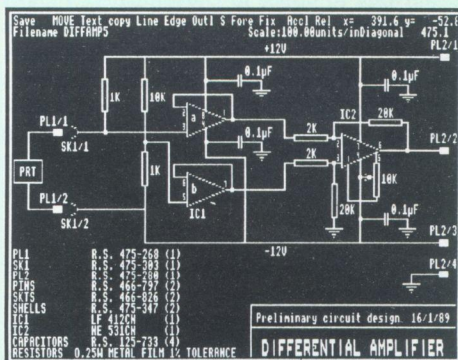 Save MOVE Text copy Line Edge Outl S Fore Fix Accl Rel x= 391.6 y= -52.8
Filename DIFFAMP5 Scale:100.00units/inDiagonal 475.1
+12V PL2/1
0.1µF 0.1µF
1K 10K
IC2 20K
PL1/1 a 2K
SK1/1 0.1µF PL2/2
PRT 2K
1K 10K
PL1/2 b
SK1/2 IC1 20K 0.1µF
-12V PL2/3
PL1 R.S. 475-268 (1)
SK1 R.S. 475-303 (1)
PL2 R.S. 475-280 (1)
PINS R.S. 466-797 (2)
SKTS R.S. 466-826 (2)
SHELLS R.S. 475-347 (2)
IC1 LF 412CN (1)
IC2 NE 531CN (1)
CAPACITORS R.S. 125-733 (4)
RESISTORS 0.25W METAL FILM 1% TOLERANCE
PL2/4
Preliminary circuit design. 16/1/89
DIFFERENTIAL AMPLIFIER